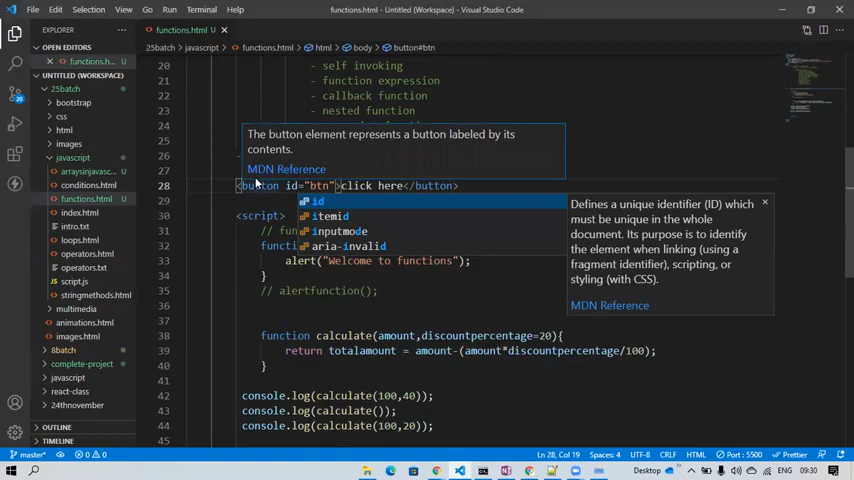 File Edit Selection View Go Run Terminal Help
functions.html - Untitled (Workspace) - Visual Studio Code
EXPLORER
functions.html U
OPEN EDITORS
25batch > javascript > functions.html > html > body > button#btn
functions.h... U
UNTITLED (WORKSPACE)
25batch
bootstrap
css
html
images
javascript
arraysinjavasc... U
conditions.html U
functions.html U
index.html U
intro.txt U
loops.html U
operators.html U
operators.txt U
script.js U
stringmethods.html U
multimedia
animations.html U
images.html U
8batch
complete-project
javascript
react-class
24thnovember
OUTLINE
TIMELINE
20 - self invoking
21 - function expression
22 - callback function
23 - nested function
24
The button element represents a button labeled by its
contents.
MDN Reference
26
27
28 <button id="btn">click here</button>
29
30 <script>
31 // fun
32 functi
33 alert("Welcome to functions");
34 }
35 // alertfunction();
36
37
38 function calculate(amount,discountpercentage=20){
39 return totalamount = amount-(amount*discountpercentage/100);
40 }
41
42 console.log(calculate(100,40));
43 console.log(calculate());
44 console.log(calculate(100,20));
45
id
itemid
inputmode
aria-invalid
Defines a unique identifier (ID) which
must be unique in the whole
document. Its purpose is to identify
the element when linking (using a
fragment identifier), scripting, or
styling (with CSS).
MDN Reference
master* 0 0
Ln 28, Col 19 Spaces: 4 UTF-8 CRLF HTML Port : 5500 Prettier
Desktop ENG 09:30